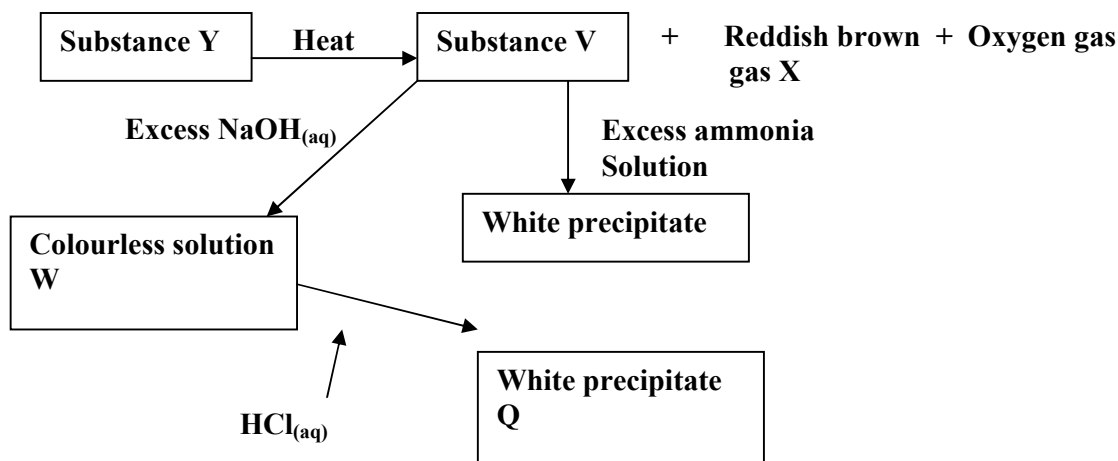 Substance Y
Heat
Substance V
+ Reddish brown + Oxygen gas
gas X
Excess NaOH(aq)
Excess ammonia
Solution
White precipitate
Colourless solution
W
White precipitate
Q
HCl(aq)